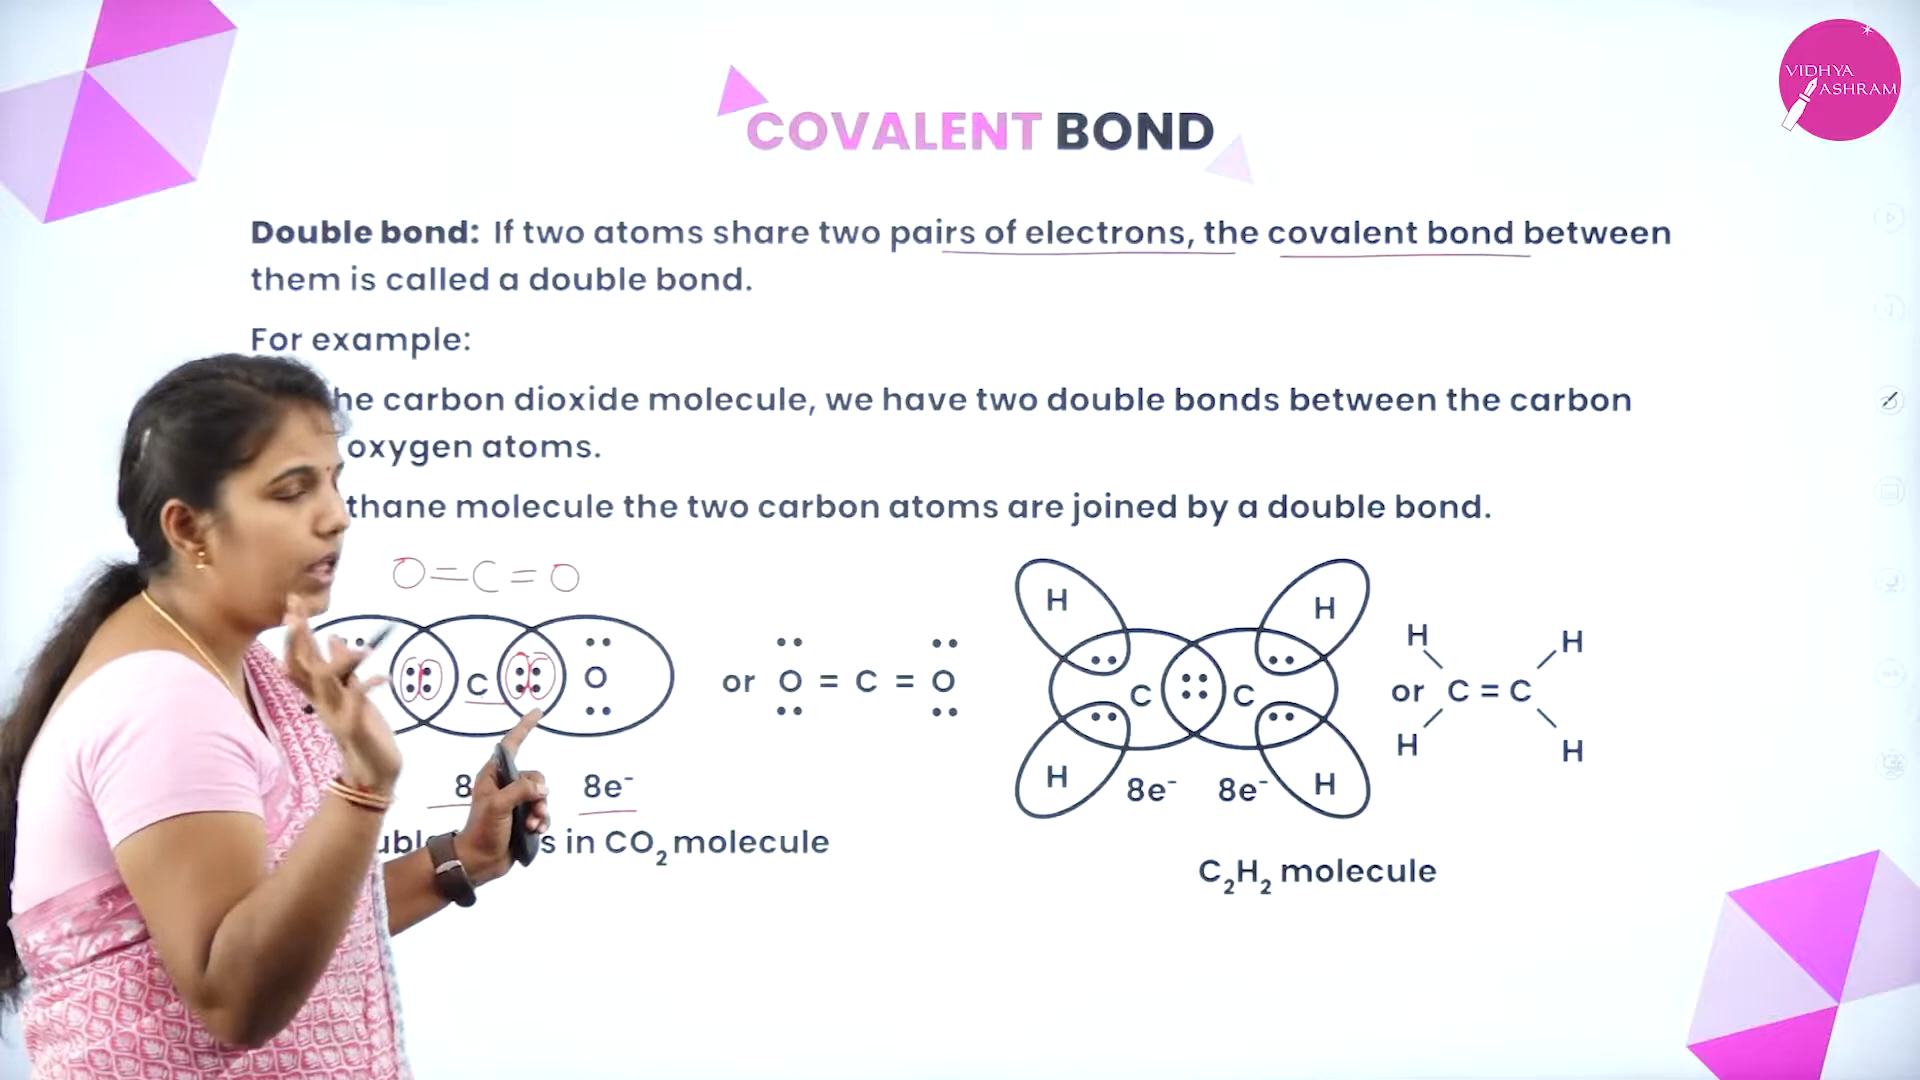 VIDHYA
ASHRAM
COVALENT BOND
Double bond: If two atoms share two pairs of electrons, the covalent bond between
them is called a double bond.
For example:
he carbon dioxide molecule, we have two double bonds between the carbon
oxygen atoms.
thane molecule the two carbon atoms are joined by a double bond.
O=C=O
C O
or O = C = O
H H
C C
H H
or C = C
H H
H H
H H
8 8e⁻
8e⁻ 8e⁻
s in CO₂ molecule
C₂H₂ molecule